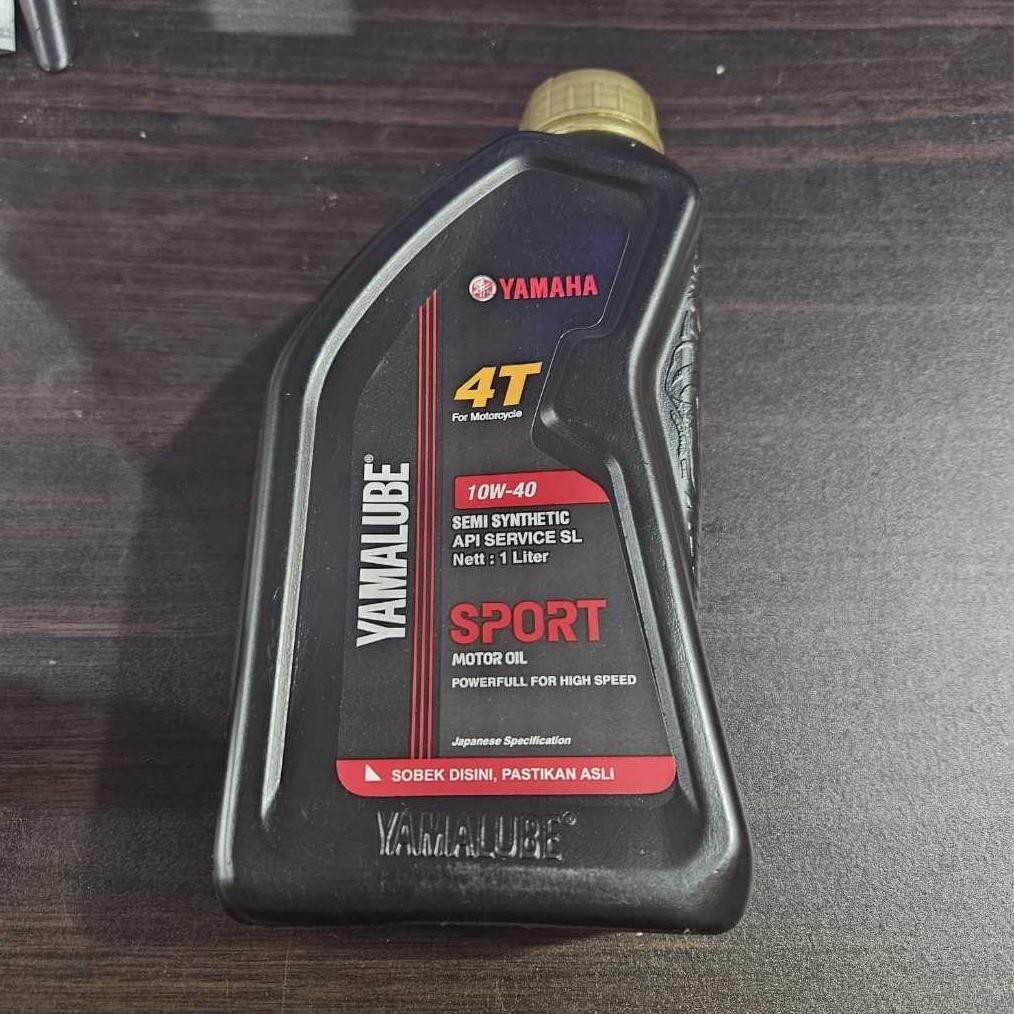 YAMAHA
4T
For Motorcycle
YAMALUBE®
10W-40
SEMI SYNTHETIC
API SERVICE SL
Nett : 1 Liter
SPORT
MOTOR OIL
POWERFULL FOR HIGH SPEED
Japanese Specification
SOBEK DISINI, PASTIKAN ASLI
YAMALUBE®